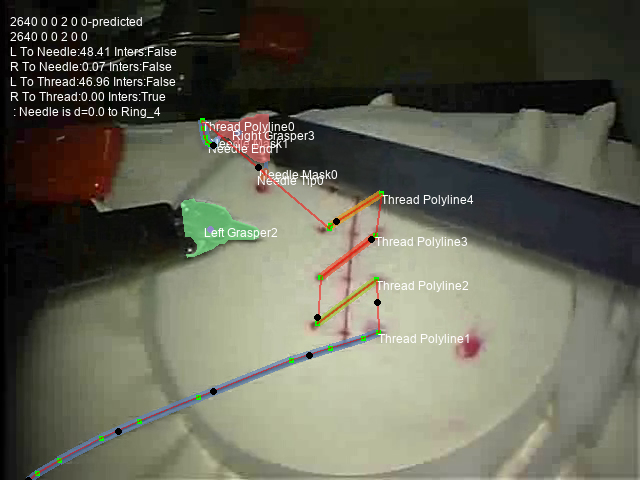 2640 0 0 2 0 0-predicted
2640 0 0 2 0 0
L To Needle:48.41 Inters:False
R To Needle:0.07 Inters:False
L To Thread:46.96 Inters:False
R To Thread:0.00 Inters:True
: Needle is d=0.0 to Ring_4
Thread Polyline0
Right Grasper3
Needle End1
Needle Mask0
Needle Tip0
Thread Polyline4
Left Grasper2
Thread Polyline3
Thread Polyline2
Thread Polyline1